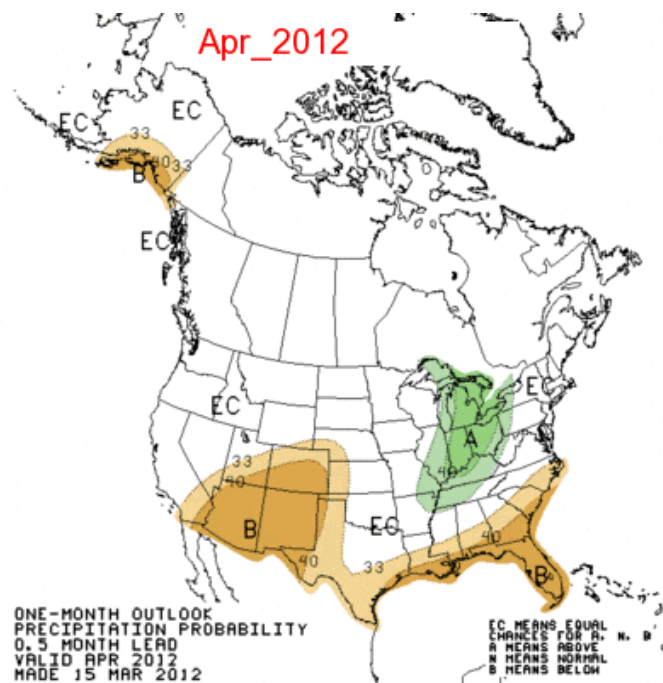 Apr_2012
EC
EC
33
40
33
B
EC
EC
EC
A
40
33
40
B
EC
40
33
40
B
ONE-MONTH OUTLOOK
PRECIPITATION PROBABILITY
0.5 MONTH LEAD
VALID APR 2012
MADE 15 MAR 2012
EC MEANS EQUAL
CHANCES FOR A, N, B
A MEANS ABOVE
N MEANS NORMAL
B MEANS BELOW